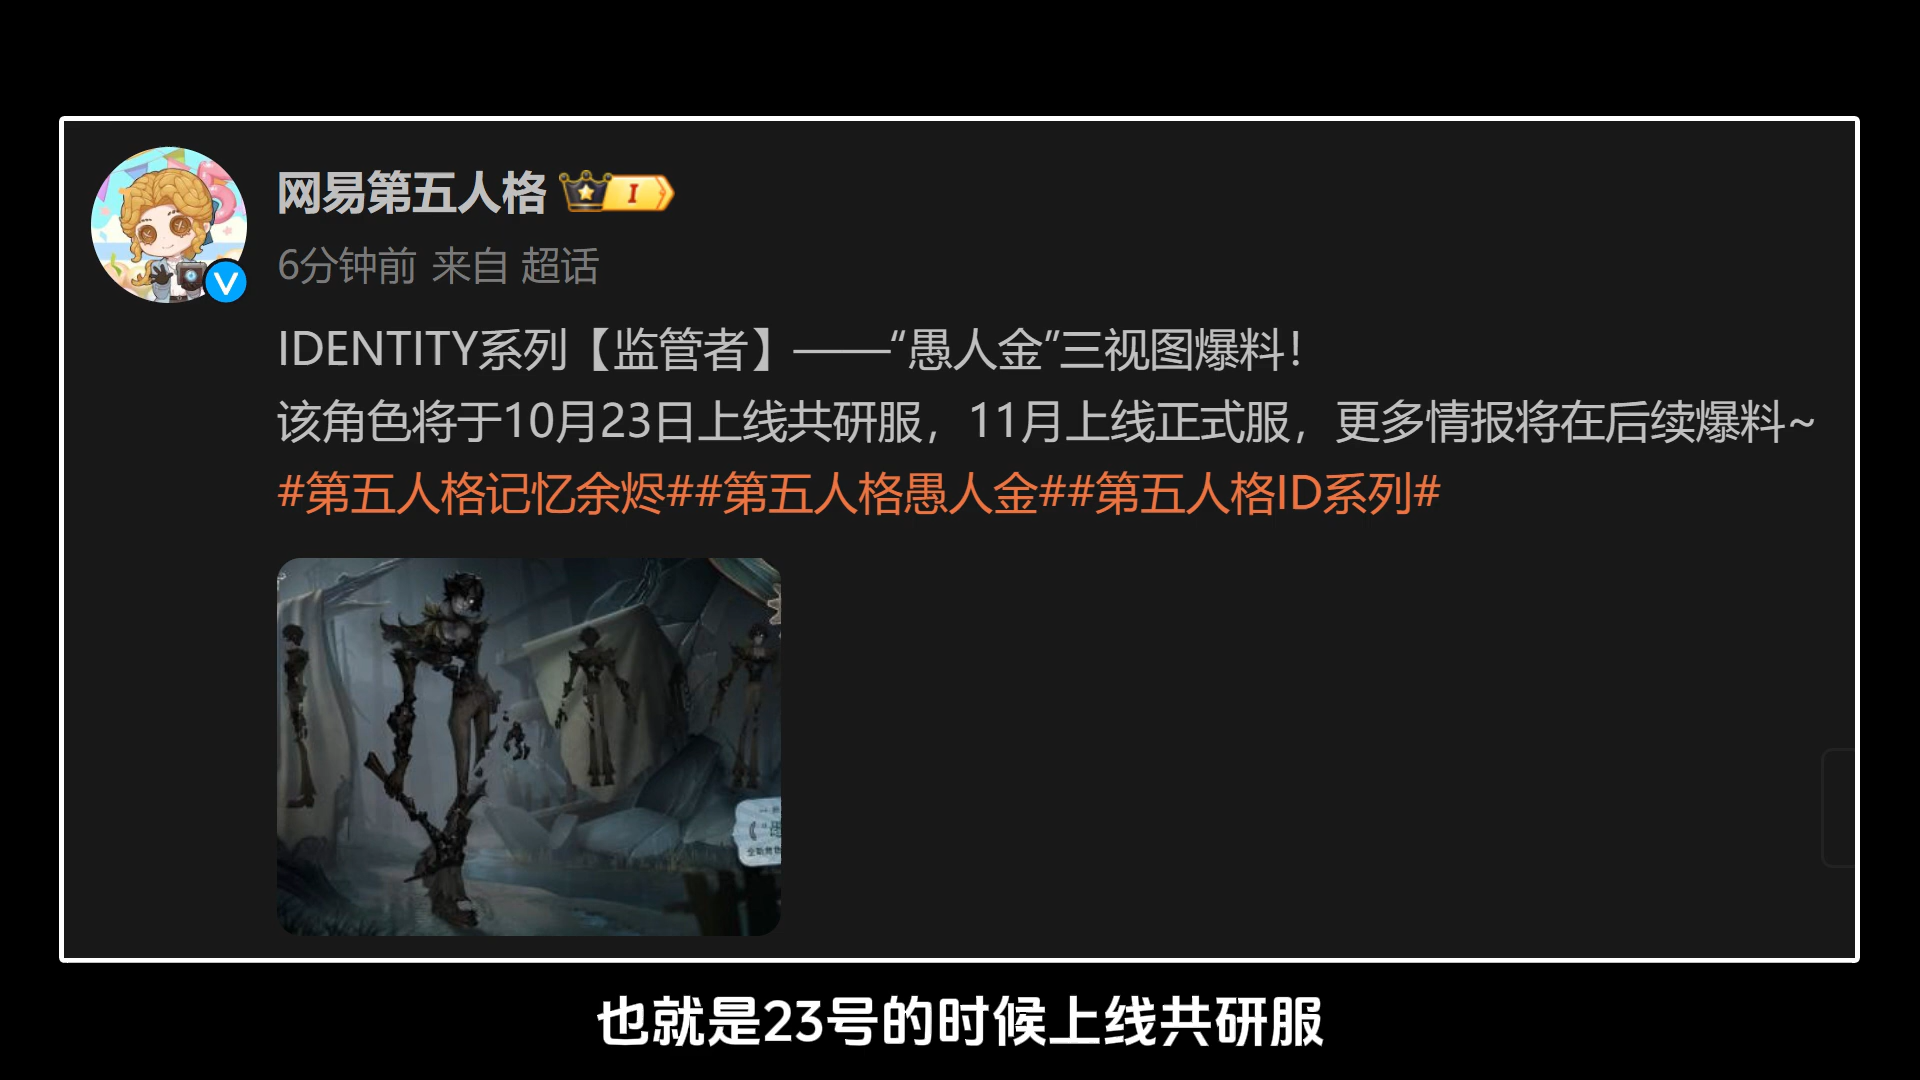 网易第五人格 I
6分钟前 来自 超话
IDENTITY系列【监管者】——“愚人金”三视图爆料！
该角色将于10月23日上线共研服，11月上线正式服，更多情报将在后续爆料~
#第五人格记忆余烬##第五人格愚人金##第五人格ID系列#
也就是23号的时候上线共研服